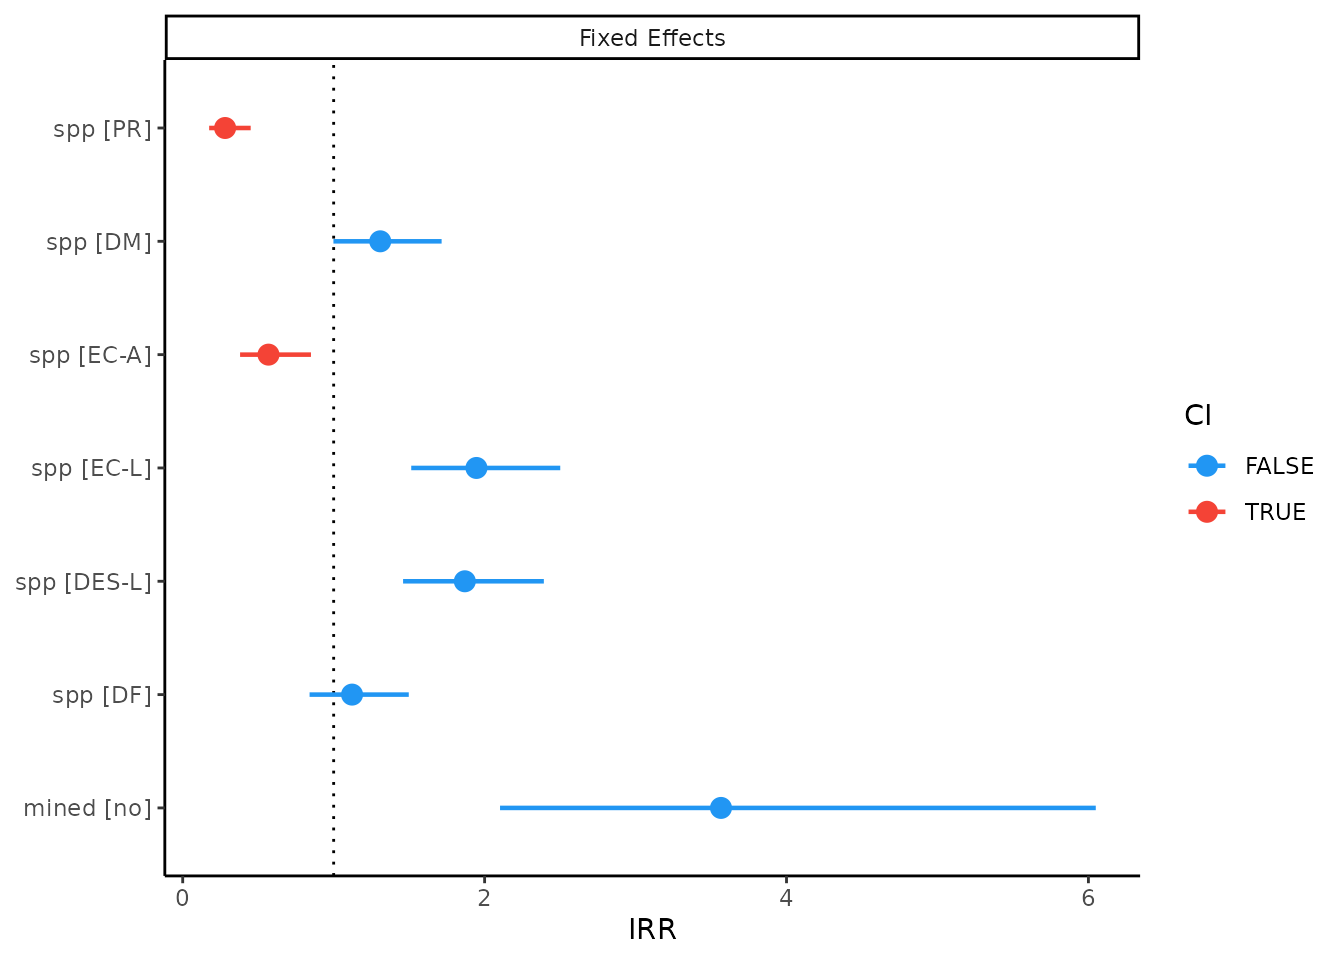 Fixed Effects
spp [PR]
spp [DM]
spp [EC-A]
spp [EC-L]
spp [DES-L]
spp [DF]
mined [no]
0 2 4 6
IRR
CI
FALSE
TRUE